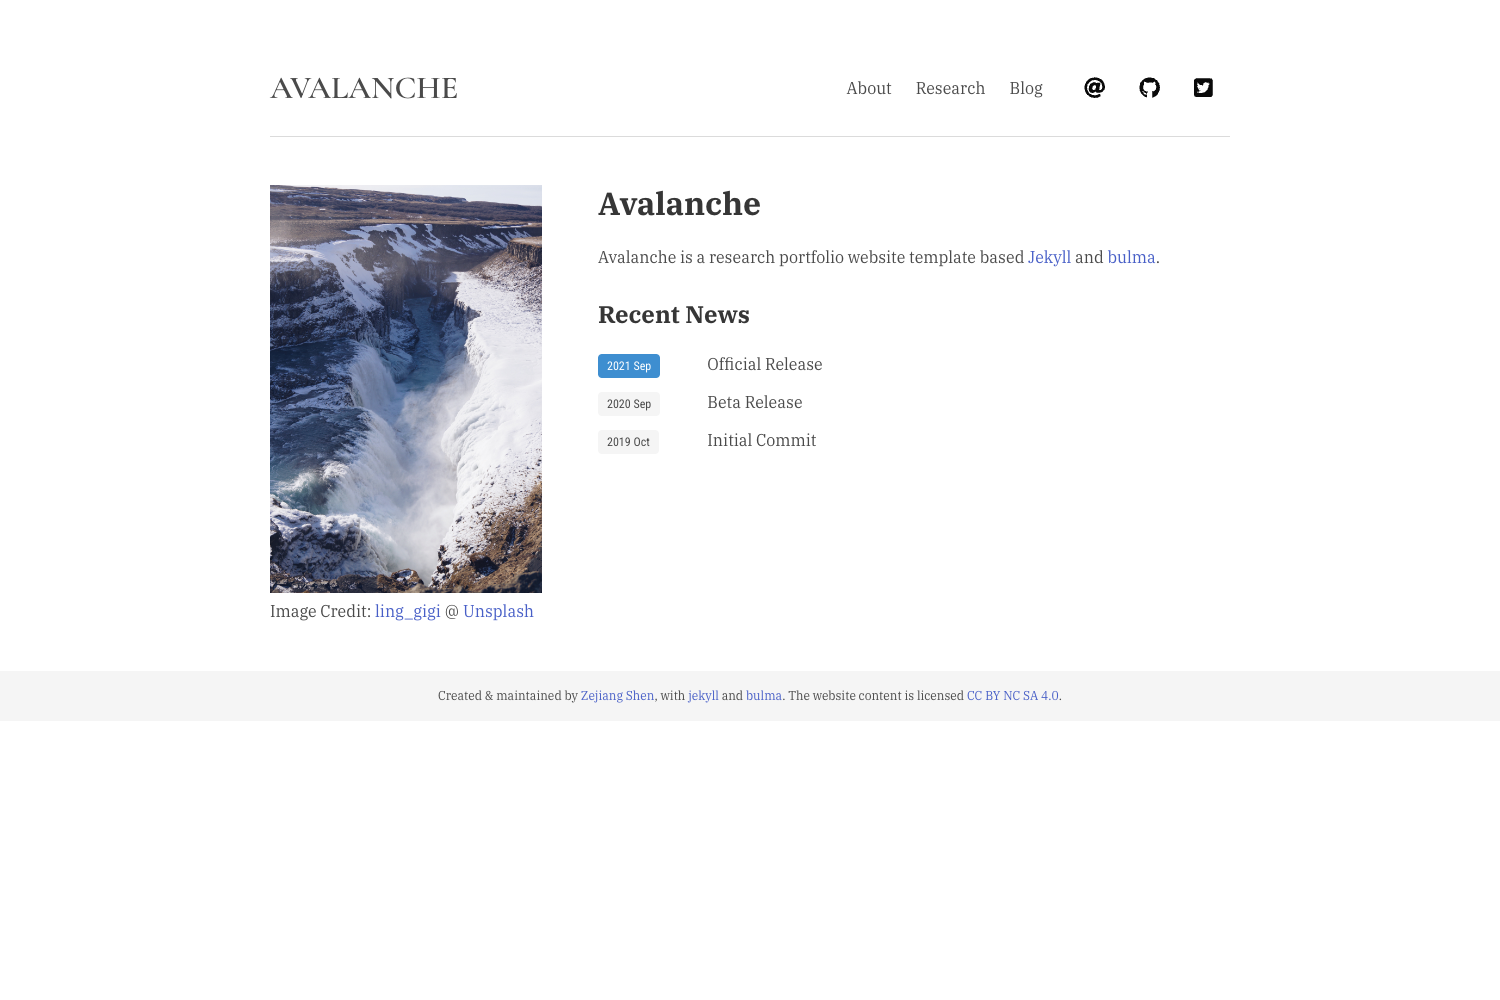 AVALANCHE
About Research Blog
Avalanche
Avalanche is a research portfolio website template based Jekyll and bulma.
Recent News
2021 Sep Official Release
2020 Sep Beta Release
2019 Oct Initial Commit
Image Credit: ling_gigi @ Unsplash
Created & maintained by Zejiang Shen, with jekyll and bulma. The website content is licensed CC BY NC SA 4.0.